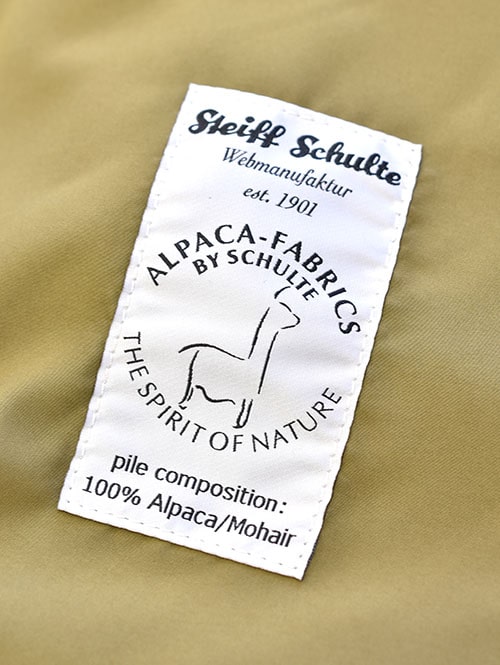 Steiff Schulte
Webmanufaktur
est. 1901
ALPACA-FABRICS
BY SCHULTE
THE SPIRIT OF NATURE
pile composition:
100% Alpaca/Mohair